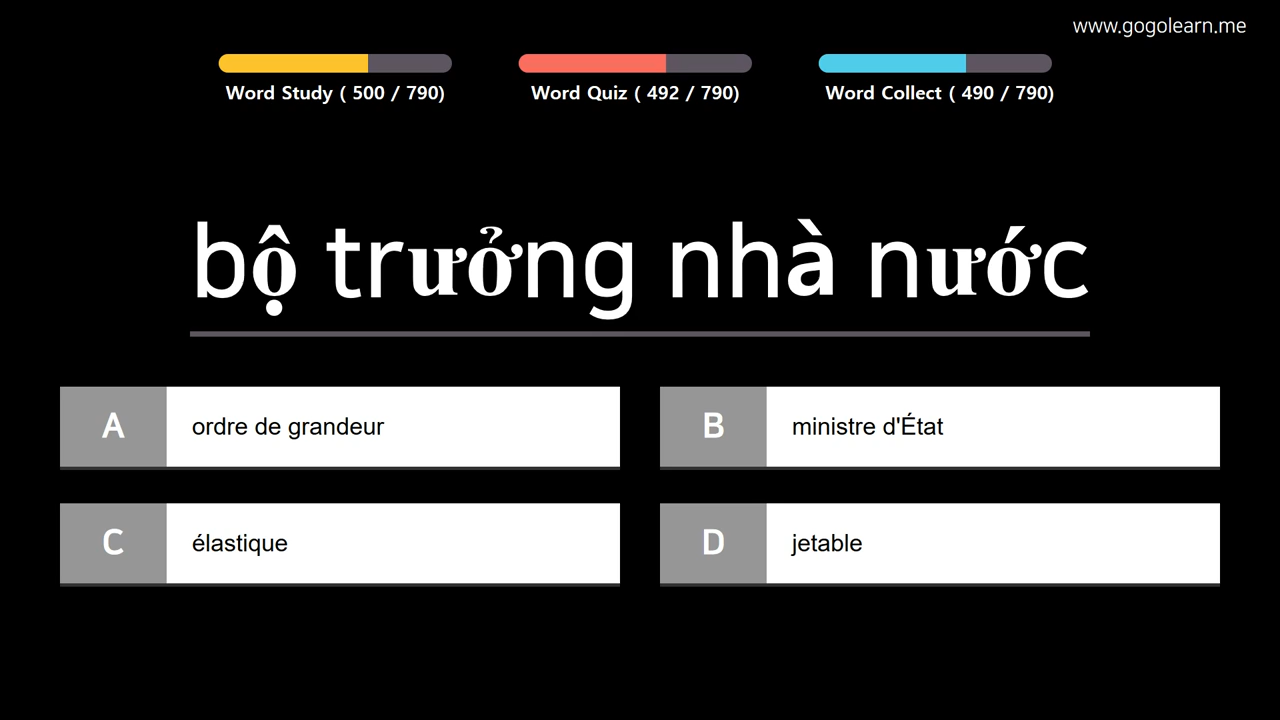 www.gogolearn.me
Word Study ( 500 / 790)
Word Quiz ( 492 / 790)
Word Collect ( 490 / 790)
bộ trưởng nhà nước
A
ordre de grandeur
B
ministre d'État
C
élastique
D
jetable